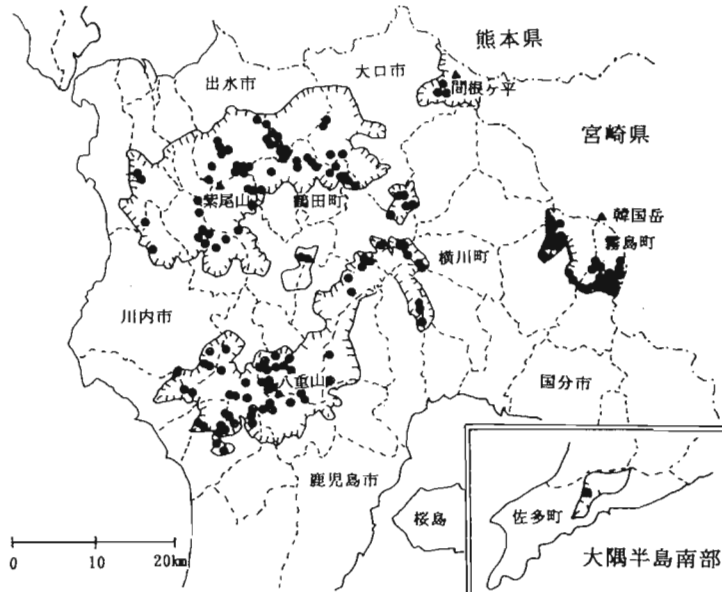 熊本県
大口市
出水市
間根ヶ平
宮崎県
紫尾山
鶴田町
韓国岳
霧島町
横川町
川内市
八重山
国分市
鹿児島市
桜島
佐多町
大隅半島南部
0 10 20km